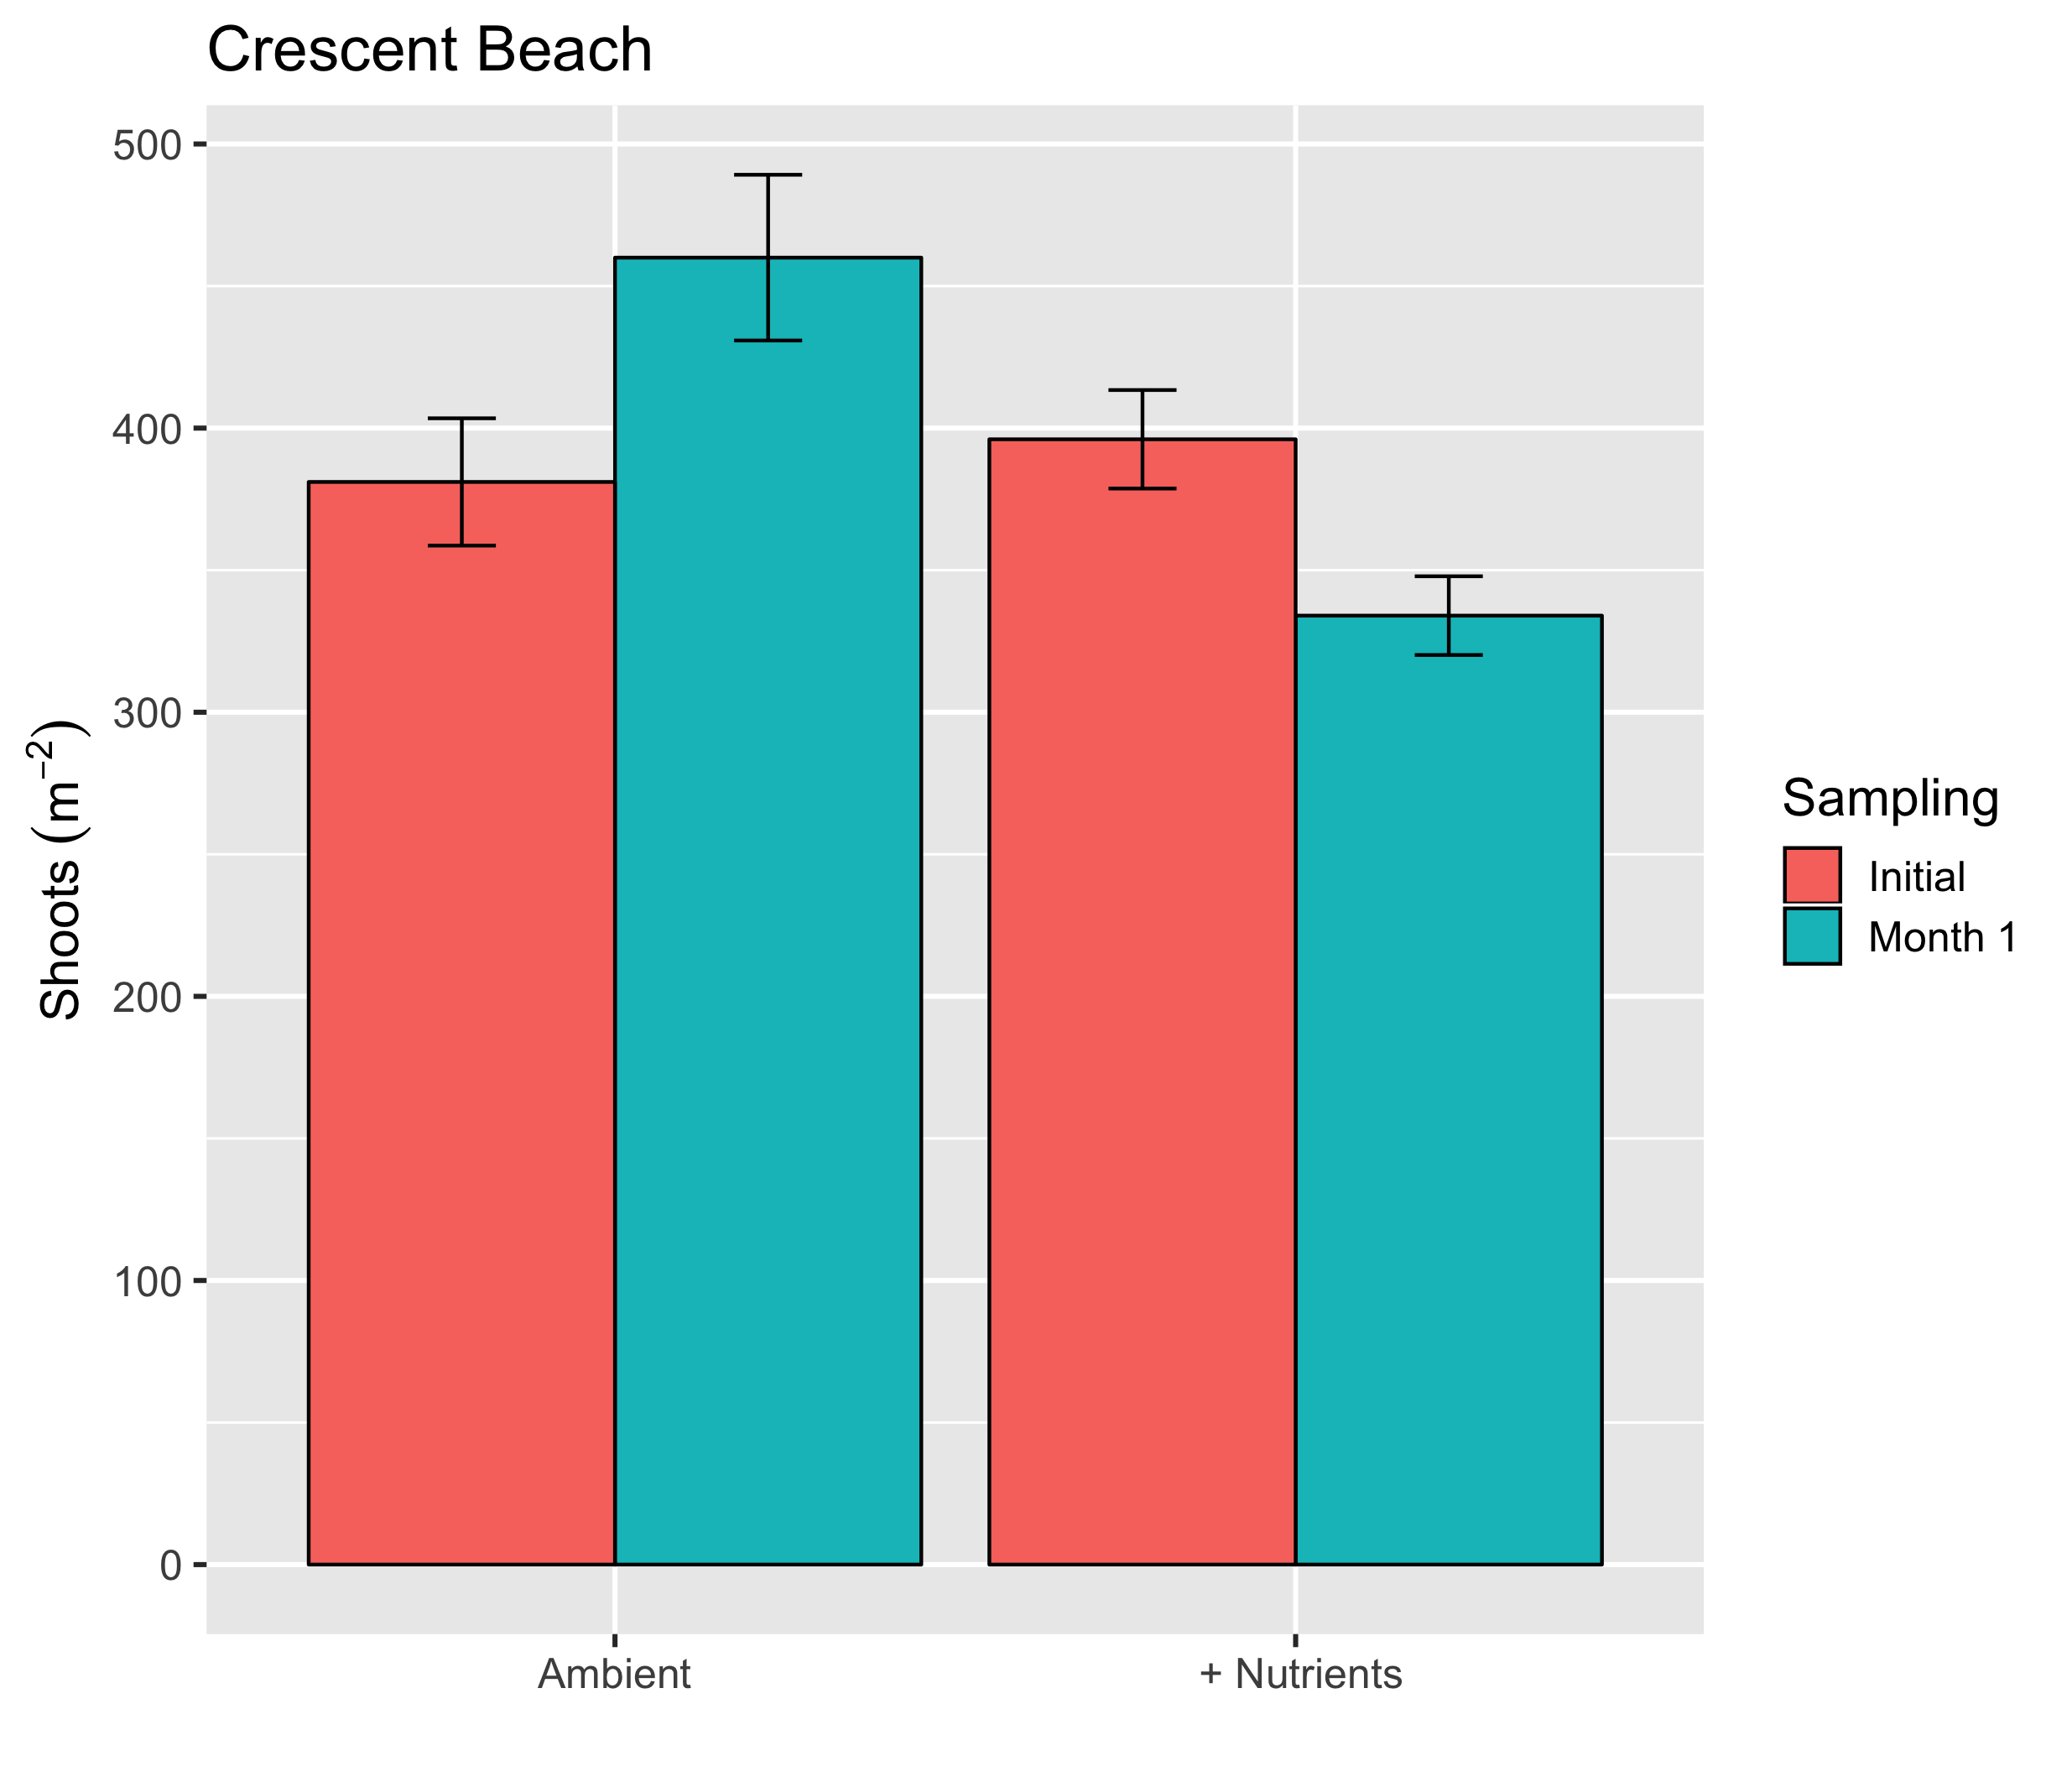 Crescent Beach
Shoots (m⁻²)
500
400
300
200
100
0
Ambient
+ Nutrients
Sampling
Initial
Month 1